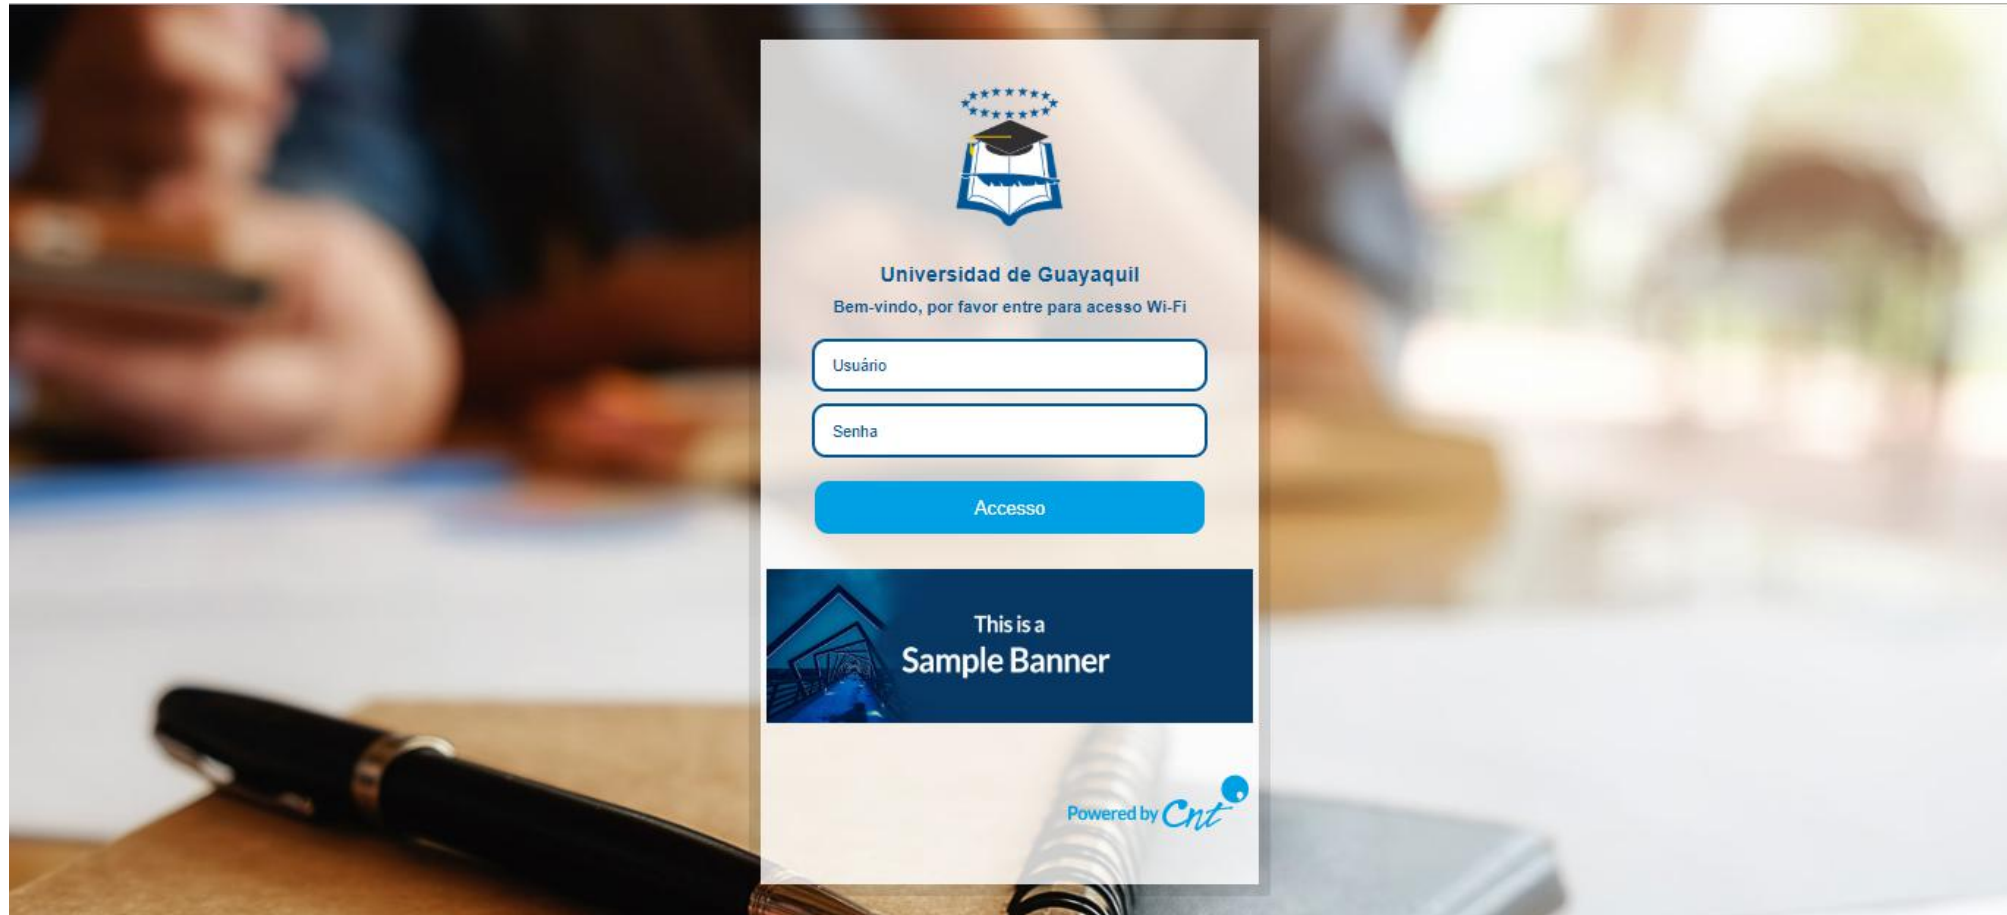 Universidad de Guayaquil
Bem-vindo, por favor entre para acesso Wi-Fi
Usuário
Senha
Accesso
This is a
Sample Banner
Powered by Cnt